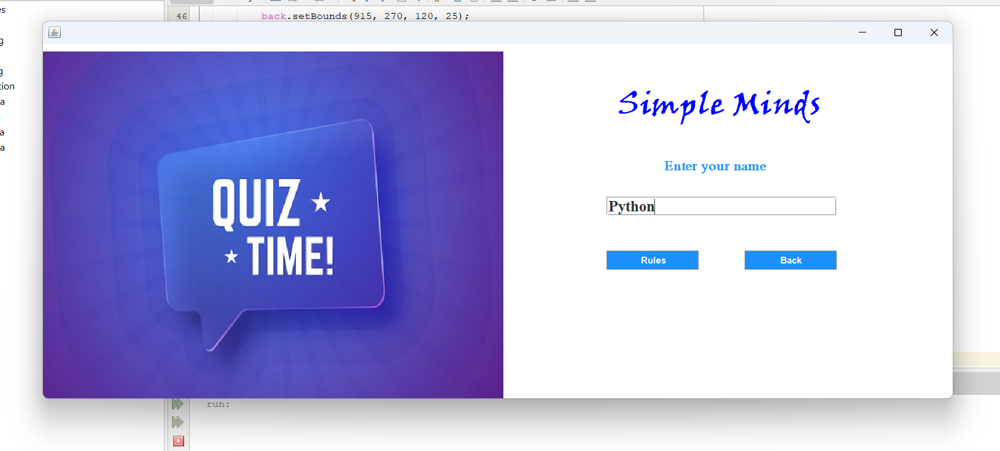 46 back.setBounds(915, 270, 120, 25);
QUIZ
TIME!
Simple Minds
Enter your name
Python
Rules Back
run: